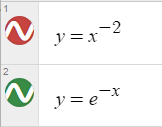 1
y = x^{-2}
2
y = e^{-x}